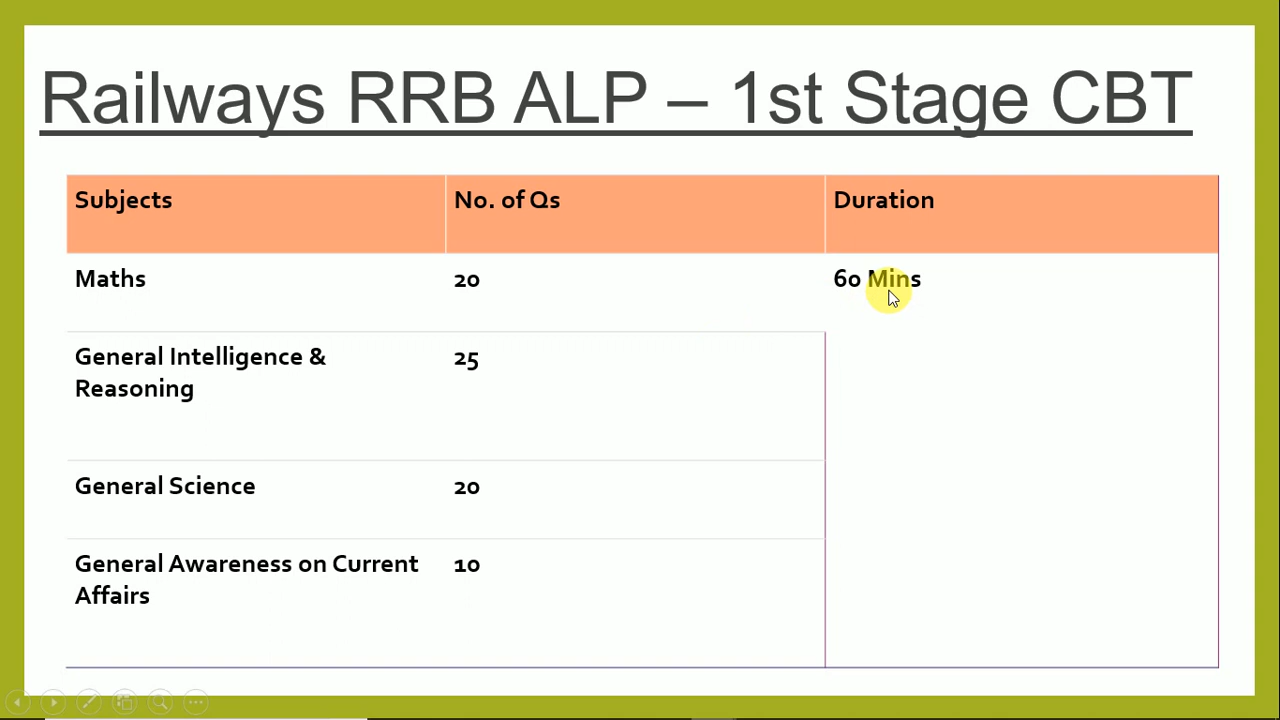 Railways RRB ALP – 1st Stage CBT
Subjects No. of Qs Duration
Maths 20 60 Mins
General Intelligence & 25
Reasoning
General Science 20
General Awareness on Current 10
Affairs